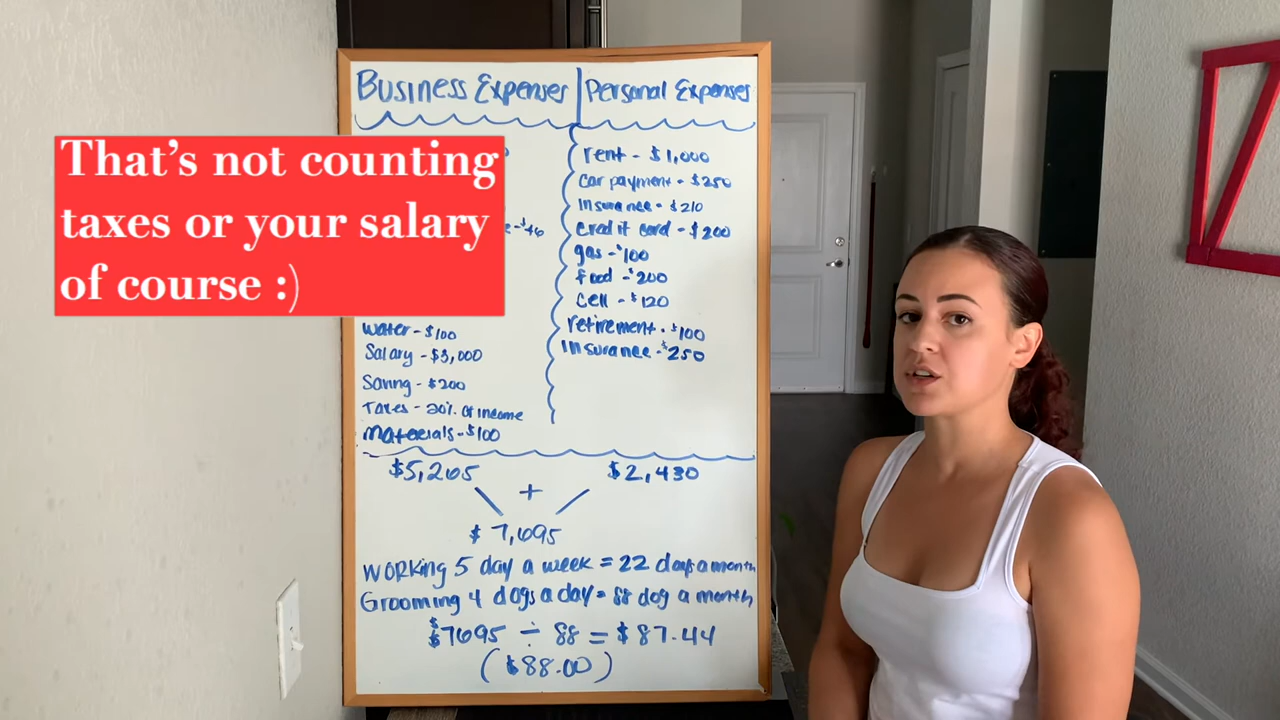 Business Expenses
Personal Expenses
That's not counting
taxes or your salary
of course :)
$46
Water - $100
Salary - $3,000
Saving - $200
Taxes - 20% of income
Materials - $100
rent - $1,000
car payment - $250
Insurance - $210
credit card - $200
gas - $100
food - $200
Cell - $120
retirement - $100
Insurance - $250
$5,265
+
$2,430
$7,695
Working 5 day a week = 22 days a month
Grooming 4 dogs a day = 88 dog a month
$7695 ÷ 88 = $87.44
($88.00)